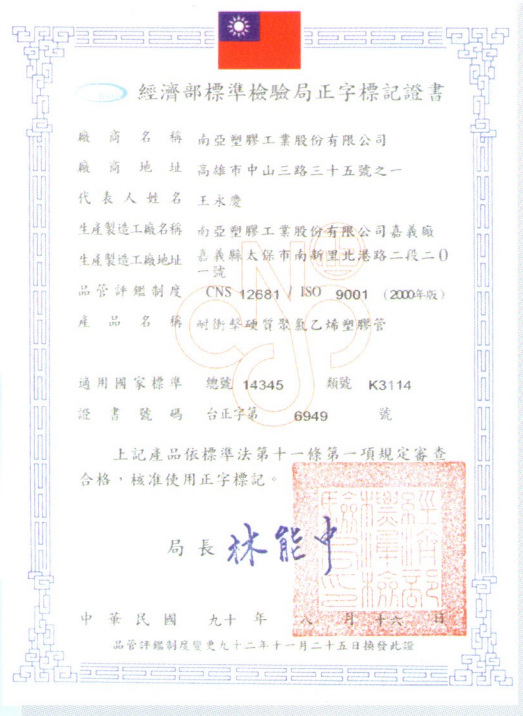 經濟部標準檢驗局正字標記證書
廠商名稱 南亞塑膠工業股份有限公司
廠商地址 高雄市中山三路三十五號之一
代表人姓名 王永慶
生產製造工廠名稱 南亞塑膠工業股份有限公司嘉義廠
生產製造工廠地址 嘉義縣太保市南新里北港路二段二0
一號
品管評鑑制度 CNS 12681 / ISO 9001 (2000年版)
產品名稱 耐衝擊硬質聚氯乙烯塑膠管
適用國家標準 總號 14345 類號 K3114
證書號碼 台正字第 6949 號
上記產品依標準法第十一條第一項規定審查
合格,核准使用正字標記。
局長 林能中
中華民國 九十 年 八 月 十六 日
品管評鑑制度變更九十二年十一月二十五日換發此證